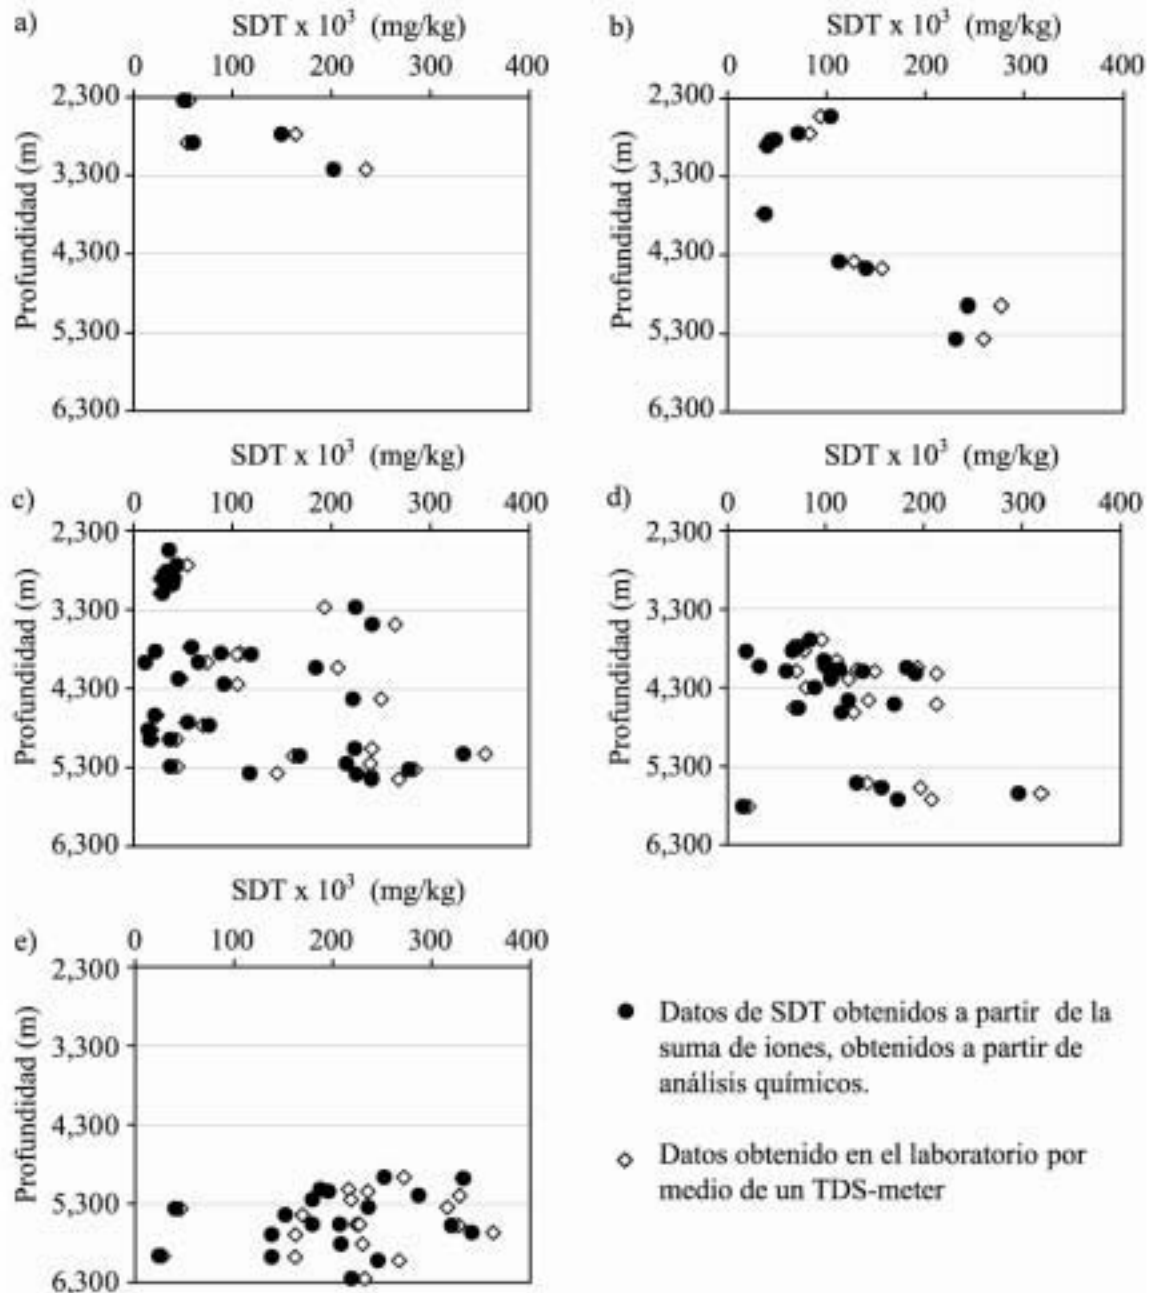 a)
SDT x 10³ (mg/kg)
0 100 200 300 400
Profundidad (m)
2,300
3,300
4,300
5,300
6,300
b)
SDT x 10³ (mg/kg)
0 100 200 300 400
Profundidad (m)
2,300
3,300
4,300
5,300
6,300
c)
SDT x 10³ (mg/kg)
0 100 200 300 400
Profundidad (m)
2,300
3,300
4,300
5,300
6,300
d)
SDT x 10³ (mg/kg)
0 100 200 300 400
Profundidad (m)
2,300
3,300
4,300
5,300
6,300
e)
SDT x 10³ (mg/kg)
0 100 200 300 400
Profundidad (m)
2,300
3,300
4,300
5,300
6,300
Datos de SDT obtenidos a partir de la
suma de iones, obtenidos a partir de
análisis químicos.
Datos obtenido en el laboratorio por
medio de un TDS-meter